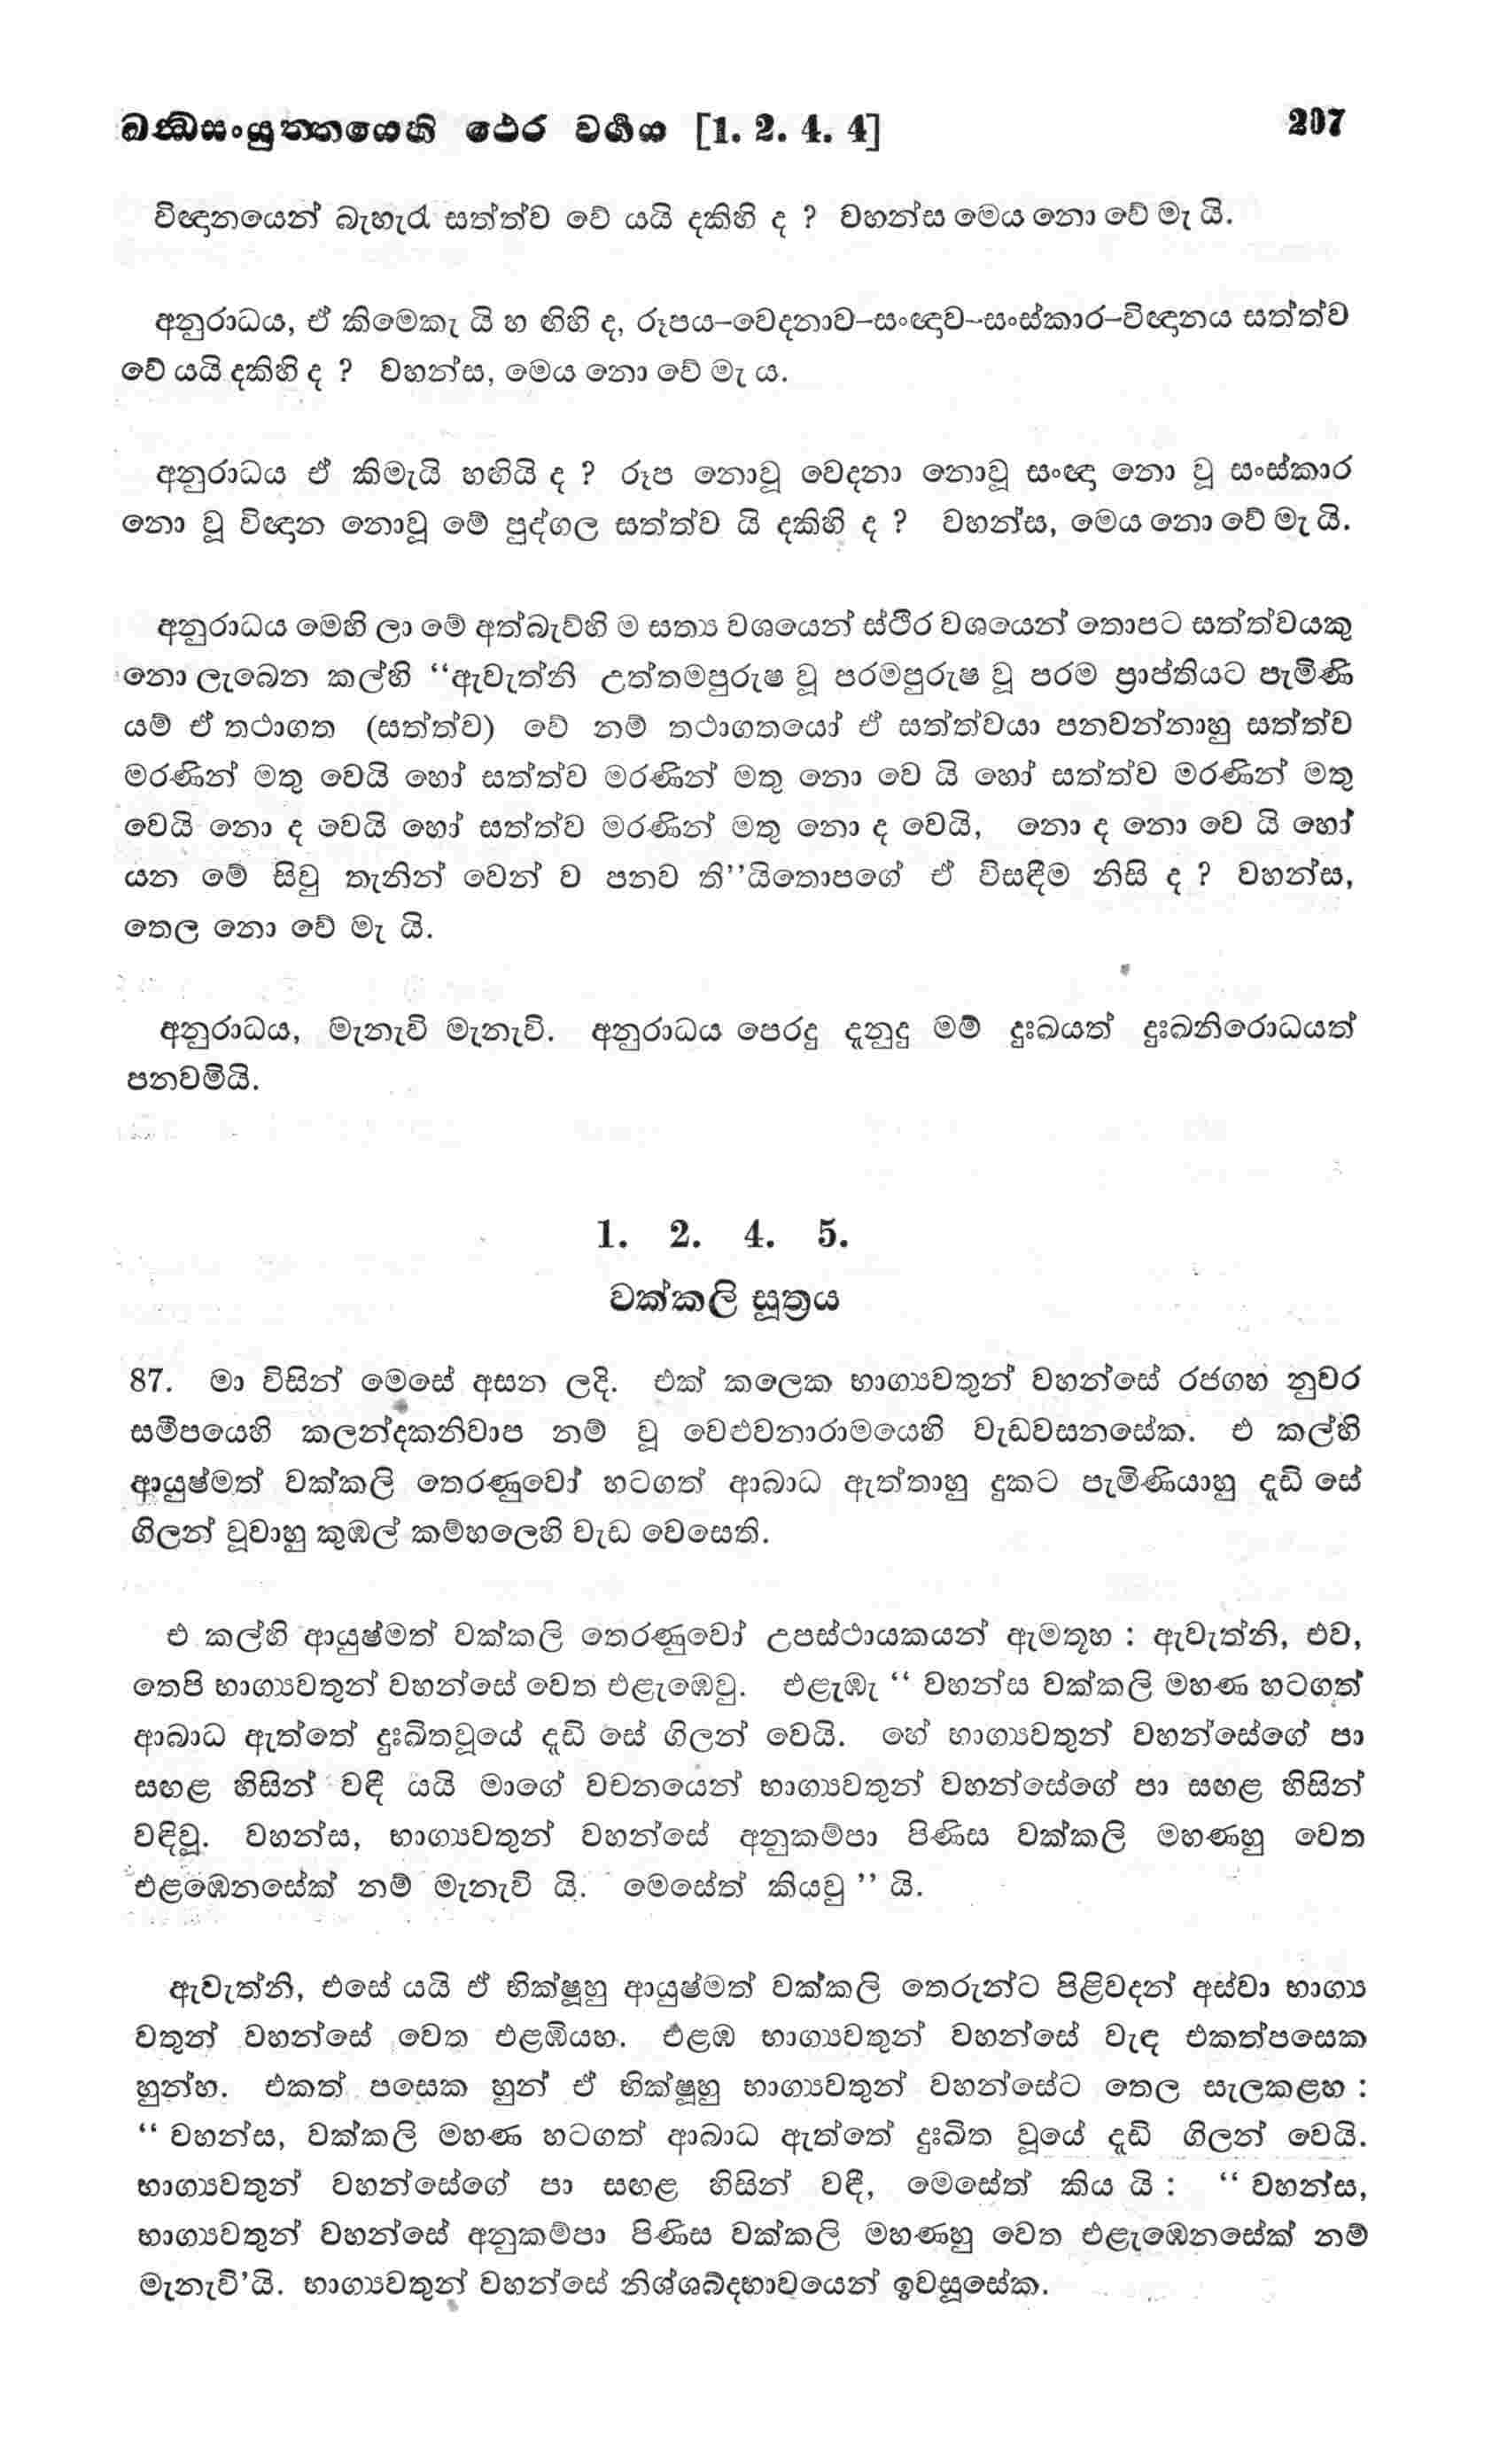 ඛන්ධසංයුත්තයෙහි ථෙර වර්ගය [1. 2. 4. 4] 207
විඥානයෙන් බැහැරැ සත්ත්ව වේ යයි දකිහි ද ? වහන්ස මෙය නො වේ මැ යි.
අනුරාධය, ඒ කිමෙකැ යි හ ඟිහි ද, රූපය–වෙදනාව–සංඥාව–සංස්කාර–විඥානය සත්ත්ව
වේ යයි දකිහි ද ? වහන්ස, මෙය නො වේ මැ ය.
අනුරාධය ඒ කිමැයි හඟියි ද ? රූප නොවූ වෙදනා නොවූ සංඥා නො වූ සංස්කාර
නො වූ විඥාන නොවූ මේ පුද්ගල සත්ත්ව යි දකිහි ද ? වහන්ස, මෙය නො වේ මැ යි.
අනුරාධය මෙහි ලා මේ අත්බැව්හි ම සත්‍ය වශයෙන් ස්ථිර වශයෙන් තොපට සත්ත්වයකු
නො ලැබෙන කල්හි “ඇවැත්නි උත්තමපුරුෂ වූ පරමපුරුෂ වූ පරම ප්‍රාප්තියට පැමිණි
යම් ඒ තථාගත (සත්ත්ව) වේ නම් තථාගතයෝ ඒ සත්ත්වයා පනවන්නාහු සත්ත්ව
මරණින් මතු වෙයි හෝ සත්ත්ව මරණින් මතු නො වෙ යි හෝ සත්ත්ව මරණින් මතු
වෙයි නො ද වෙයි හෝ සත්ත්ව මරණින් මතු නො ද වෙයි, නො ද නො වෙ යි හෝ
යන මේ සිවු තැනින් වෙන් ව පනව ති’’යිතොපගේ ඒ විසඳීම නිසි ද ? වහන්ස,
තෙල නො වේ මැ යි.
අනුරාධය, මැනැවි මැනැවි. අනුරාධය පෙරදු දැනුදු මම් දුඃඛයත් දුඃඛනිරොධයත්
පනවමියි.
1. 2. 4. 5.
වක්කලි සූත්‍රය
87. මා විසින් මෙසේ අසන ලදි. එක් කලෙක භාග්‍යවතුන් වහන්සේ රජගහ නුවර
සමීපයෙහි කලන්දකනිවාප නම් වූ වෙළුවනාරාමයෙහි වැඩවසනසේක. එ කල්හි
ආයුෂ්මත් වක්කලි තෙරණුවෝ හටගත් ආබාධ ඇත්තාහු දුකට පැමිණියාහු දැඩි සේ
ගිලන් වූවාහු කුඹල් කම්හලෙහි වැඩ වෙසෙති.
එ කල්හි ආයුෂ්මත් වක්කලි තෙරණුවෝ උපස්ථායකයන් ඇමතූහ : ඇවැත්නි, එව,
තෙපි භාග්‍යවතුන් වහන්සේ වෙත එළැඹෙවු. එළැඹැ “ වහන්ස වක්කලි මහණ හටගත්
ආබාධ ඇත්තේ දුඃඛිතවූයේ දැඩි සේ ගිලන් වෙයි. හේ භාග්‍යවතුන් වහන්සේගේ පා
සඟළ හිසින් වඳී යයි මාගේ වචනයෙන් භාග්‍යවතුන් වහන්සේගේ පා සඟළ හිසින්
වඳිවූ. වහන්ස, භාග්‍යවතුන් වහන්සේ අනුකම්පා පිණිස වක්කලි මහණහු වෙත
එළඹෙනසේක් නම් මැනැවි යි. මෙසේත් කියවු ’’ යි.
ඇවැත්නි, එසේ යයි ඒ භික්ෂූහු ආයුෂ්මත් වක්කලි තෙරුන්ට පිළිවදන් අස්වා භාග්‍ය
වතුන් වහන්සේ වෙත එළඹියහ. එළඹ භාග්‍යවතුන් වහන්සේ වැඳ එකත්පසෙක
හුන්හ. එකත් පසෙක හුන් ඒ භික්ෂූහු භාග්‍යවතුන් වහන්සේට තෙල සැලකළහ :
“ වහන්ස, වක්කලි මහණ හටගත් ආබාධ ඇත්තේ දුඃඛිත වූයේ දැඩි ගිලන් වෙයි.
භාග්‍යවතුන් වහන්සේගේ පා සඟළ හිසින් වඳී, මෙසේත් කිය යි : “ වහන්ස,
භාග්‍යවතුන් වහන්සේ අනුකම්පා පිණිස වක්කලි මහණහු වෙත එළැඹෙනසේක් නම්
මැනැවි’යි. භාග්‍යවතුන් වහන්සේ නිශ්ශබ්දභාවයෙන් ඉවසූසේක.